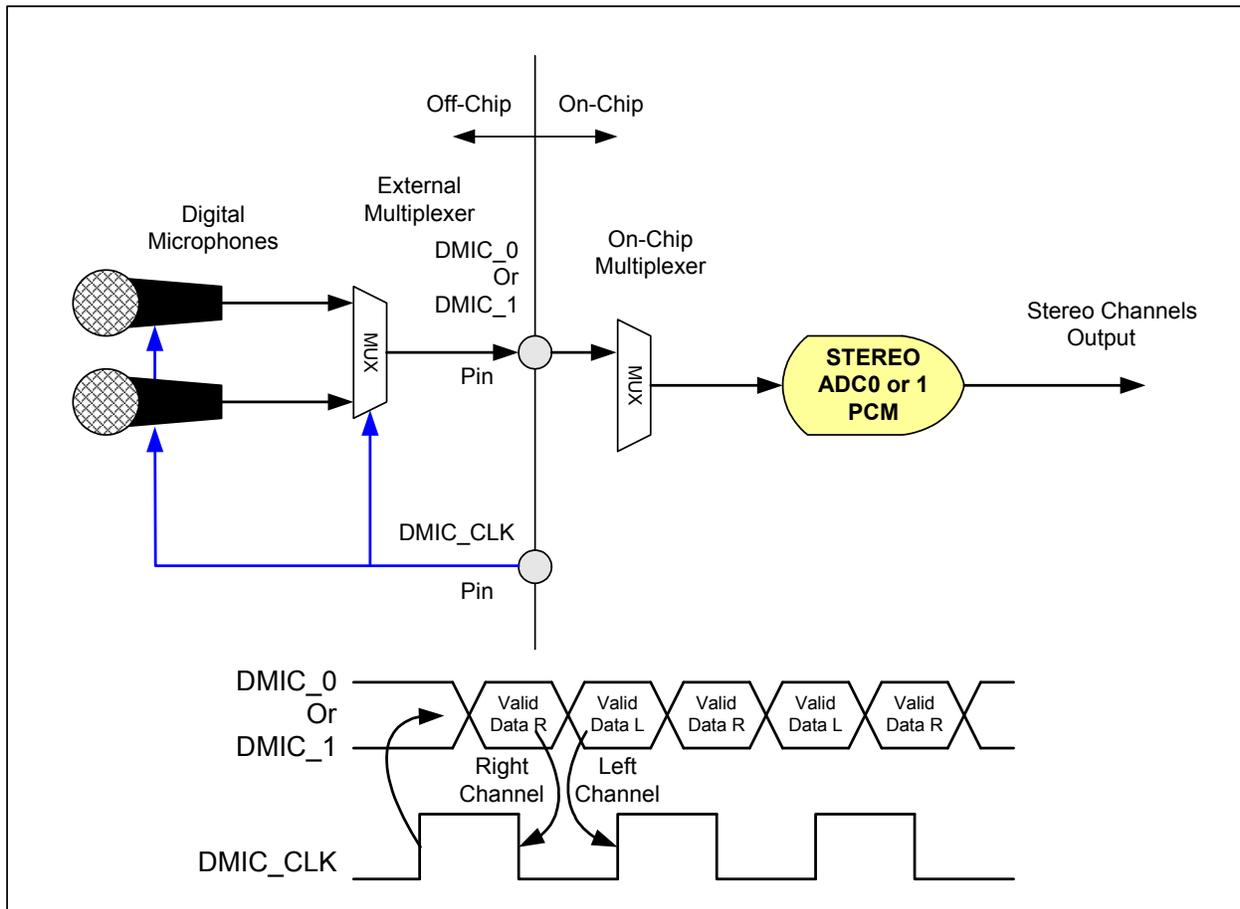 Off-Chip
On-Chip
External
Multiplexer
Digital
Microphones
DMIC_0
Or
DMIC_1
On-Chip
Multiplexer
Stereo Channels
Output
MUX
MUX
STEREO
ADC0 or 1
PCM
Pin
DMIC_CLK
Pin
DMIC_0
Or
DMIC_1
Valid
Data R
Valid
Data L
Valid
Data R
Valid
Data L
Valid
Data R
Right
Channel
Left
Channel
DMIC_CLK